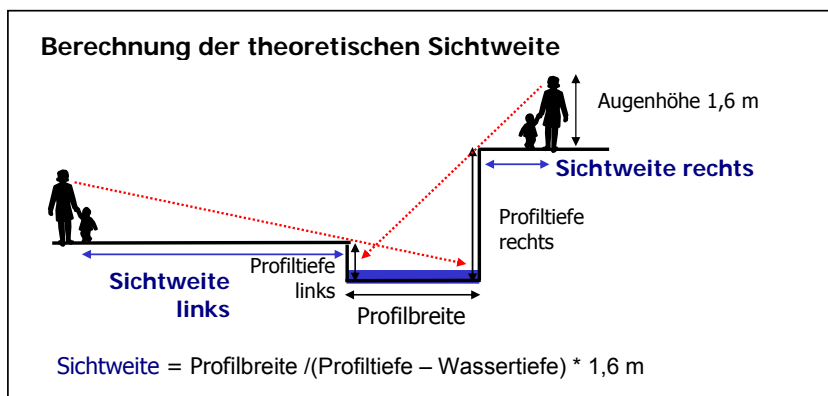 Berechnung der theoretischen Sichtweite
Augenhöhe 1,6 m
Sichtweite rechts
Profiltiefe
rechts
Profiltiefe
links
Sichtweite
links
Profilbreite
Sichtweite = Profilbreite /(Profiltiefe – Wassertiefe) * 1,6 m